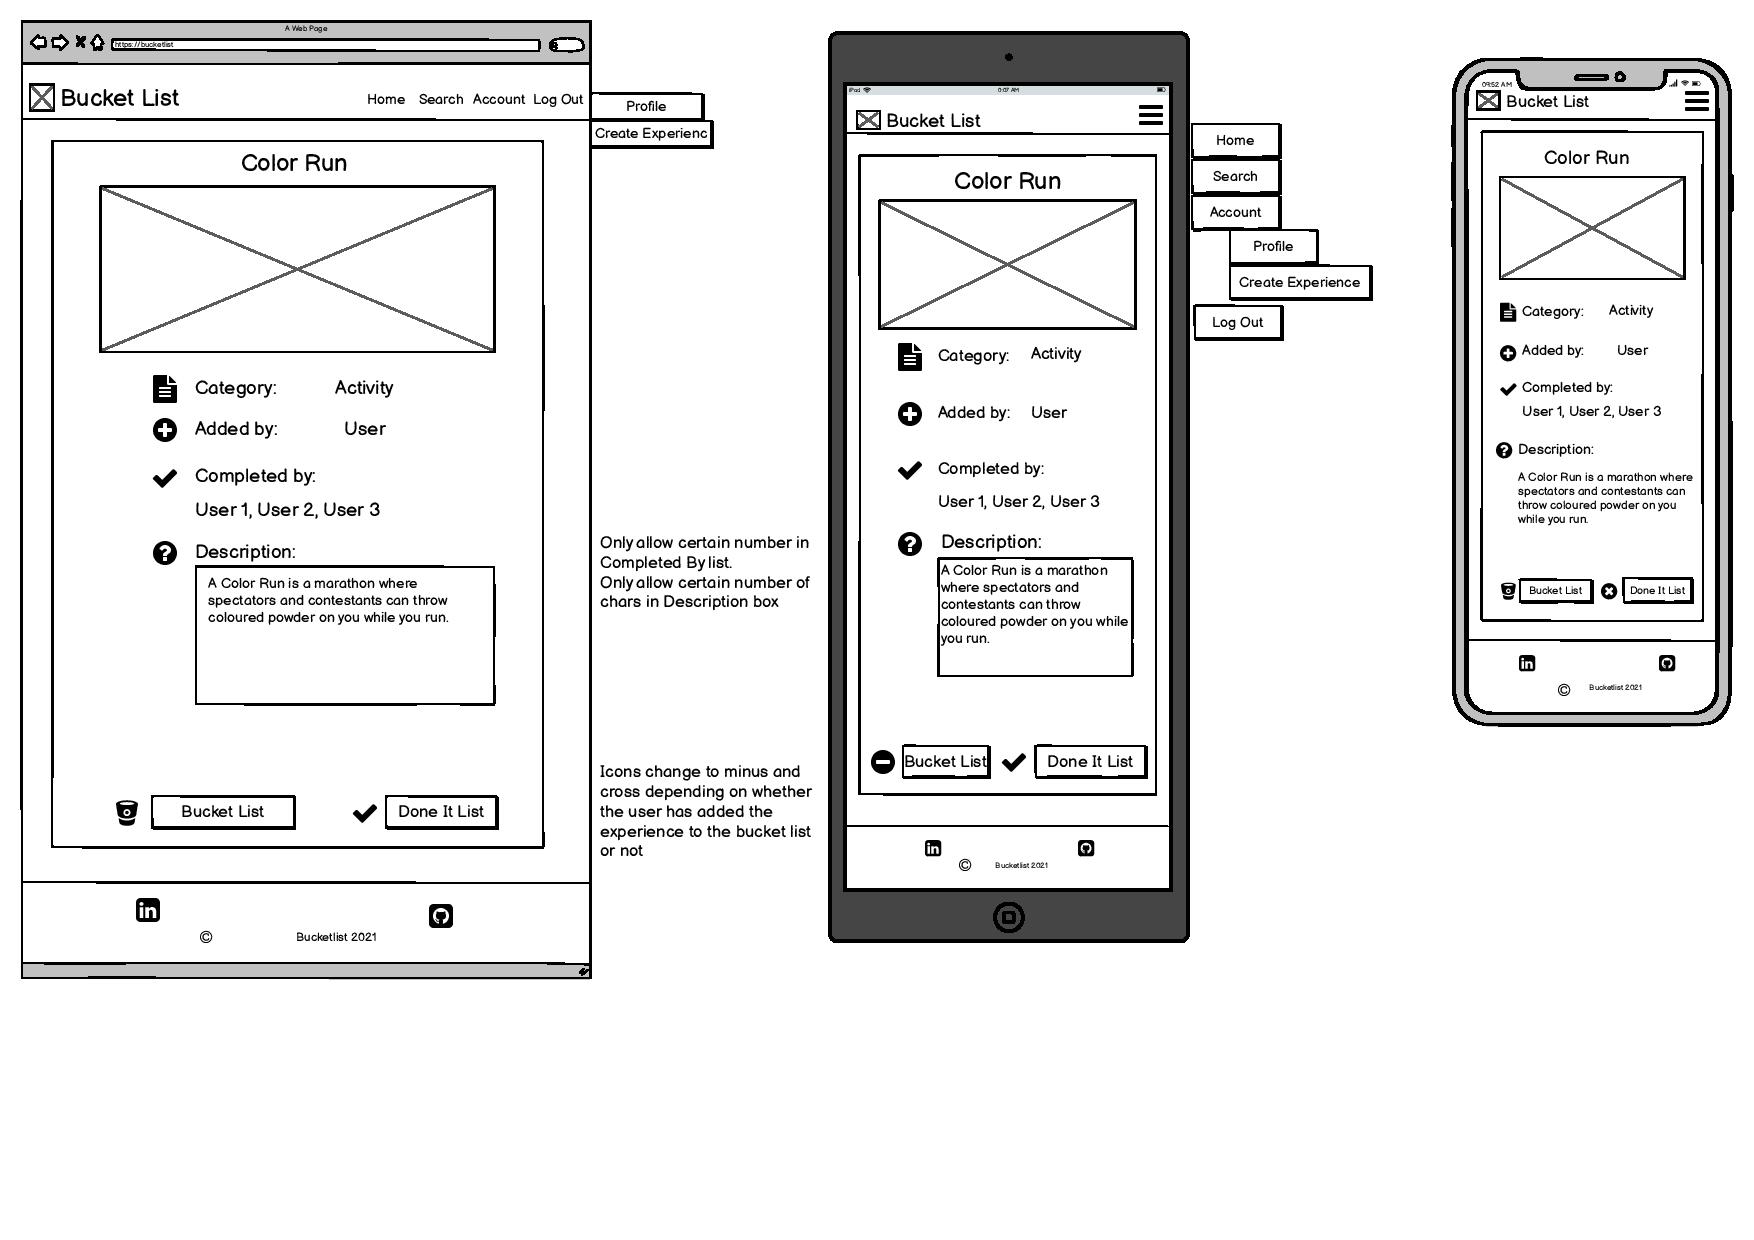 A Web Page
https://bucketlist
Bucket List
Home Search Account Log Out
Profile
Create Experienc
Color Run
Category: Activity
Added by: User
Completed by:
User 1, User 2, User 3
Description:
A Color Run is a marathon where
spectators and contestants can throw
coloured powder on you while you run.
Bucket List Done It List
© Bucketlist 2021
Only allow certain number in
Completed By list.
Only allow certain number of
chars in Description box
Icons change to minus and
cross depending on whether
the user has added the
experience to the bucket list
or not
iPod 0:07 AM
Bucket List
Home
Search
Account
Profile
Create Experience
Log Out
Color Run
Category: Activity
Added by: User
Completed by:
User 1, User 2, User 3
Description:
A Color Run is a marathon
where spectators and
contestants can throw
coloured powder on you while
you run.
Bucket List Done It List
© Bucketlist 2021
09:52 AM
Bucket List
Color Run
Category: Activity
Added by: User
Completed by:
User 1, User 2, User 3
Description:
A Color Run is a marathon where
spectators and contestants can
throw coloured powder on you
while you run.
Bucket List Done It List
© Bucketlist 2021